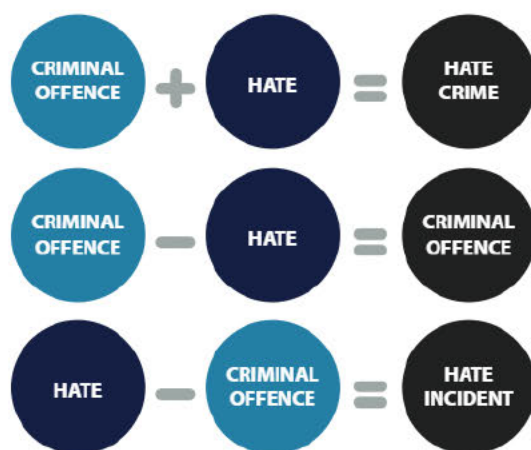 CRIMINAL
OFFENCE
+
HATE
=
HATE
CRIME
CRIMINAL
OFFENCE
−
HATE
=
CRIMINAL
OFFENCE
HATE
−
CRIMINAL
OFFENCE
=
HATE
INCIDENT